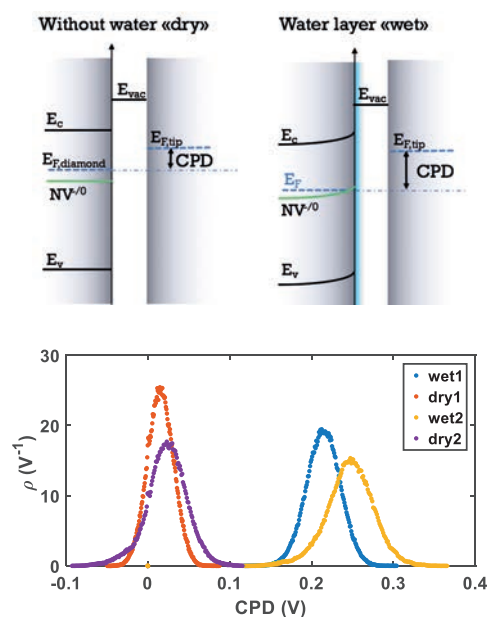 Without water «dry»
Water layer «wet»
E_vac
E_c
E_F,tip
CPD
E_F,diamond
NV^-/0
E_v
E_vac
E_c
E_F,tip
CPD
E_F
NV^-/0
E_v
30
20
10
0
ρ (V⁻¹)
wet1
dry1
wet2
dry2
-0.1 0 0.1 0.2 0.3 0.4
CPD (V)